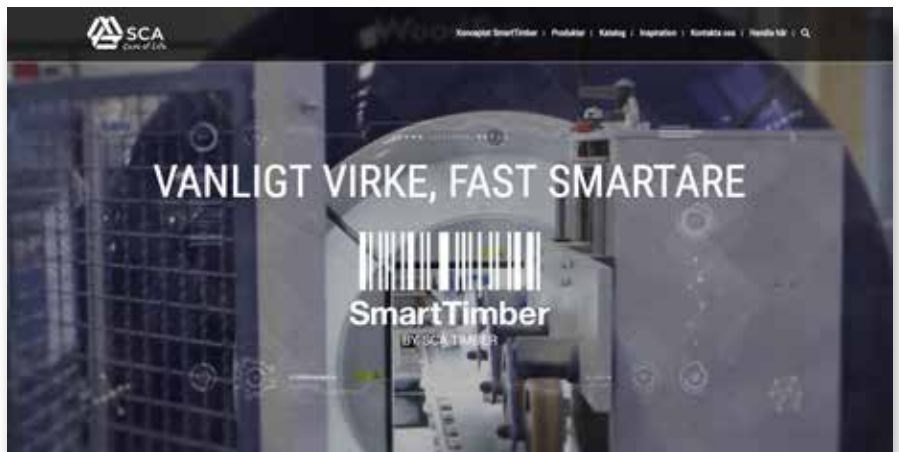 SCA
Care of Life
Konceptet SmartTimber | Produkter | Katalog | Inspiration | Kontakta oss | Handla här |
VANLIGT VIRKE, FAST SMARTARE
SmartTimber
BY SCA TIMBER